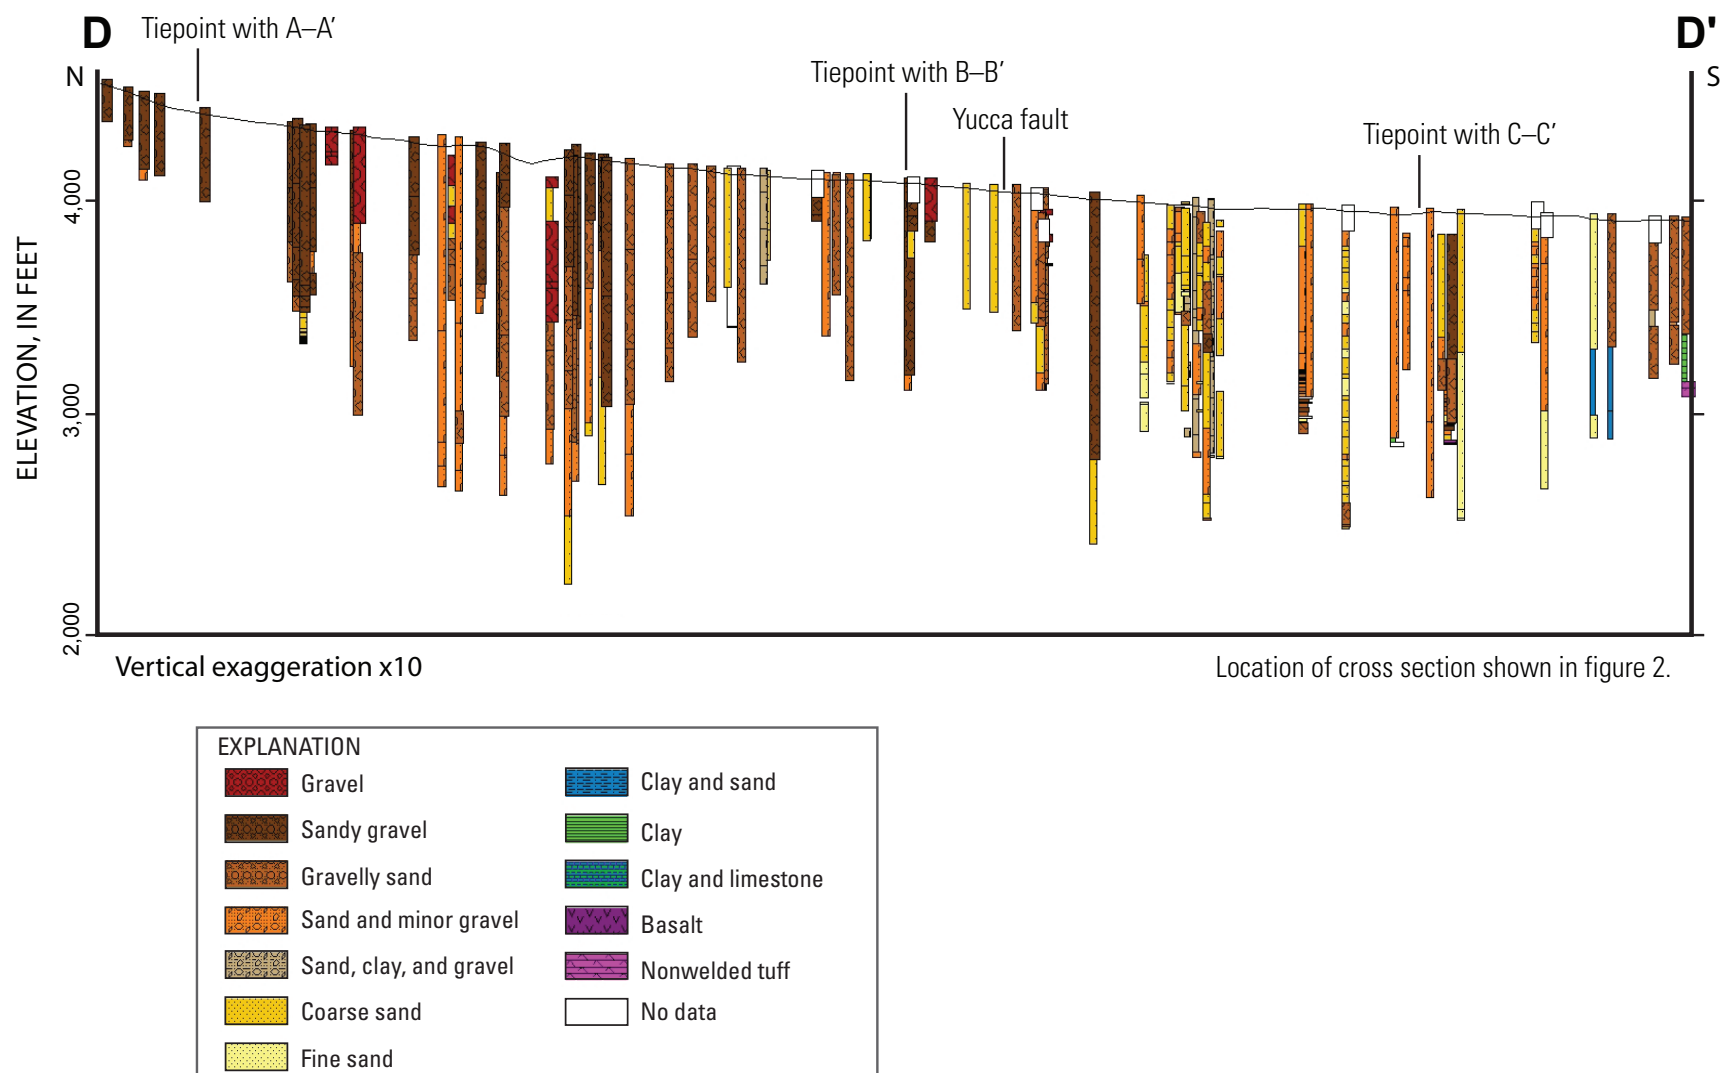 D
Tiepoint with A–A′
D'
N
S
Tiepoint with B–B′
Yucca fault
Tiepoint with C–C′
ELEVATION, IN FEET
4,000
3,000
2,000
Vertical exaggeration x10
Location of cross section shown in figure 2.
EXPLANATION
Gravel
Sandy gravel
Gravelly sand
Sand and minor gravel
Sand, clay, and gravel
Coarse sand
Fine sand
Clay and sand
Clay
Clay and limestone
Basalt
Nonwelded tuff
No data